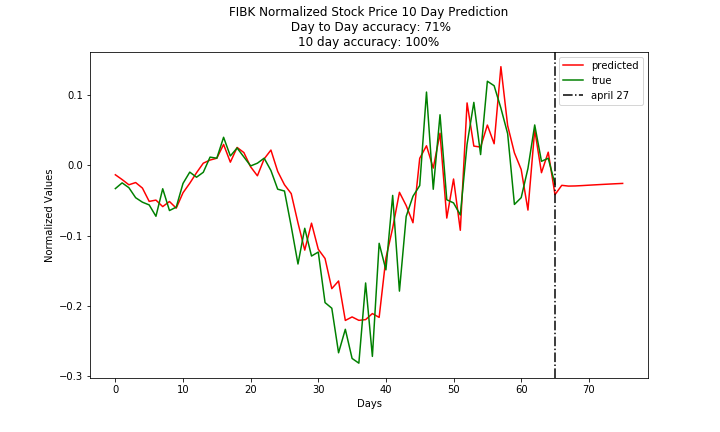 FIBK Normalized Stock Price 10 Day Prediction
Day to Day accuracy: 71%
10 day accuracy: 100%
predicted
true
april 27
0.1
0.0
−0.1
−0.2
−0.3
Normalized Values
0 10 20 30 40 50 60 70
Days